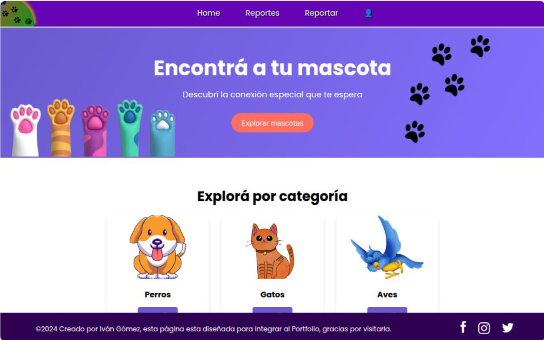 Home Reportes Reportar
Encontrá a tu mascota
Descubrí la conexión especial que te espera
Explorar mascotas
Explorá por categoría
Perros Gatos Aves
©2024 Creado por Iván Gómez, esta página esta diseñada para integrar al Portfolio, gracias por visitarla.